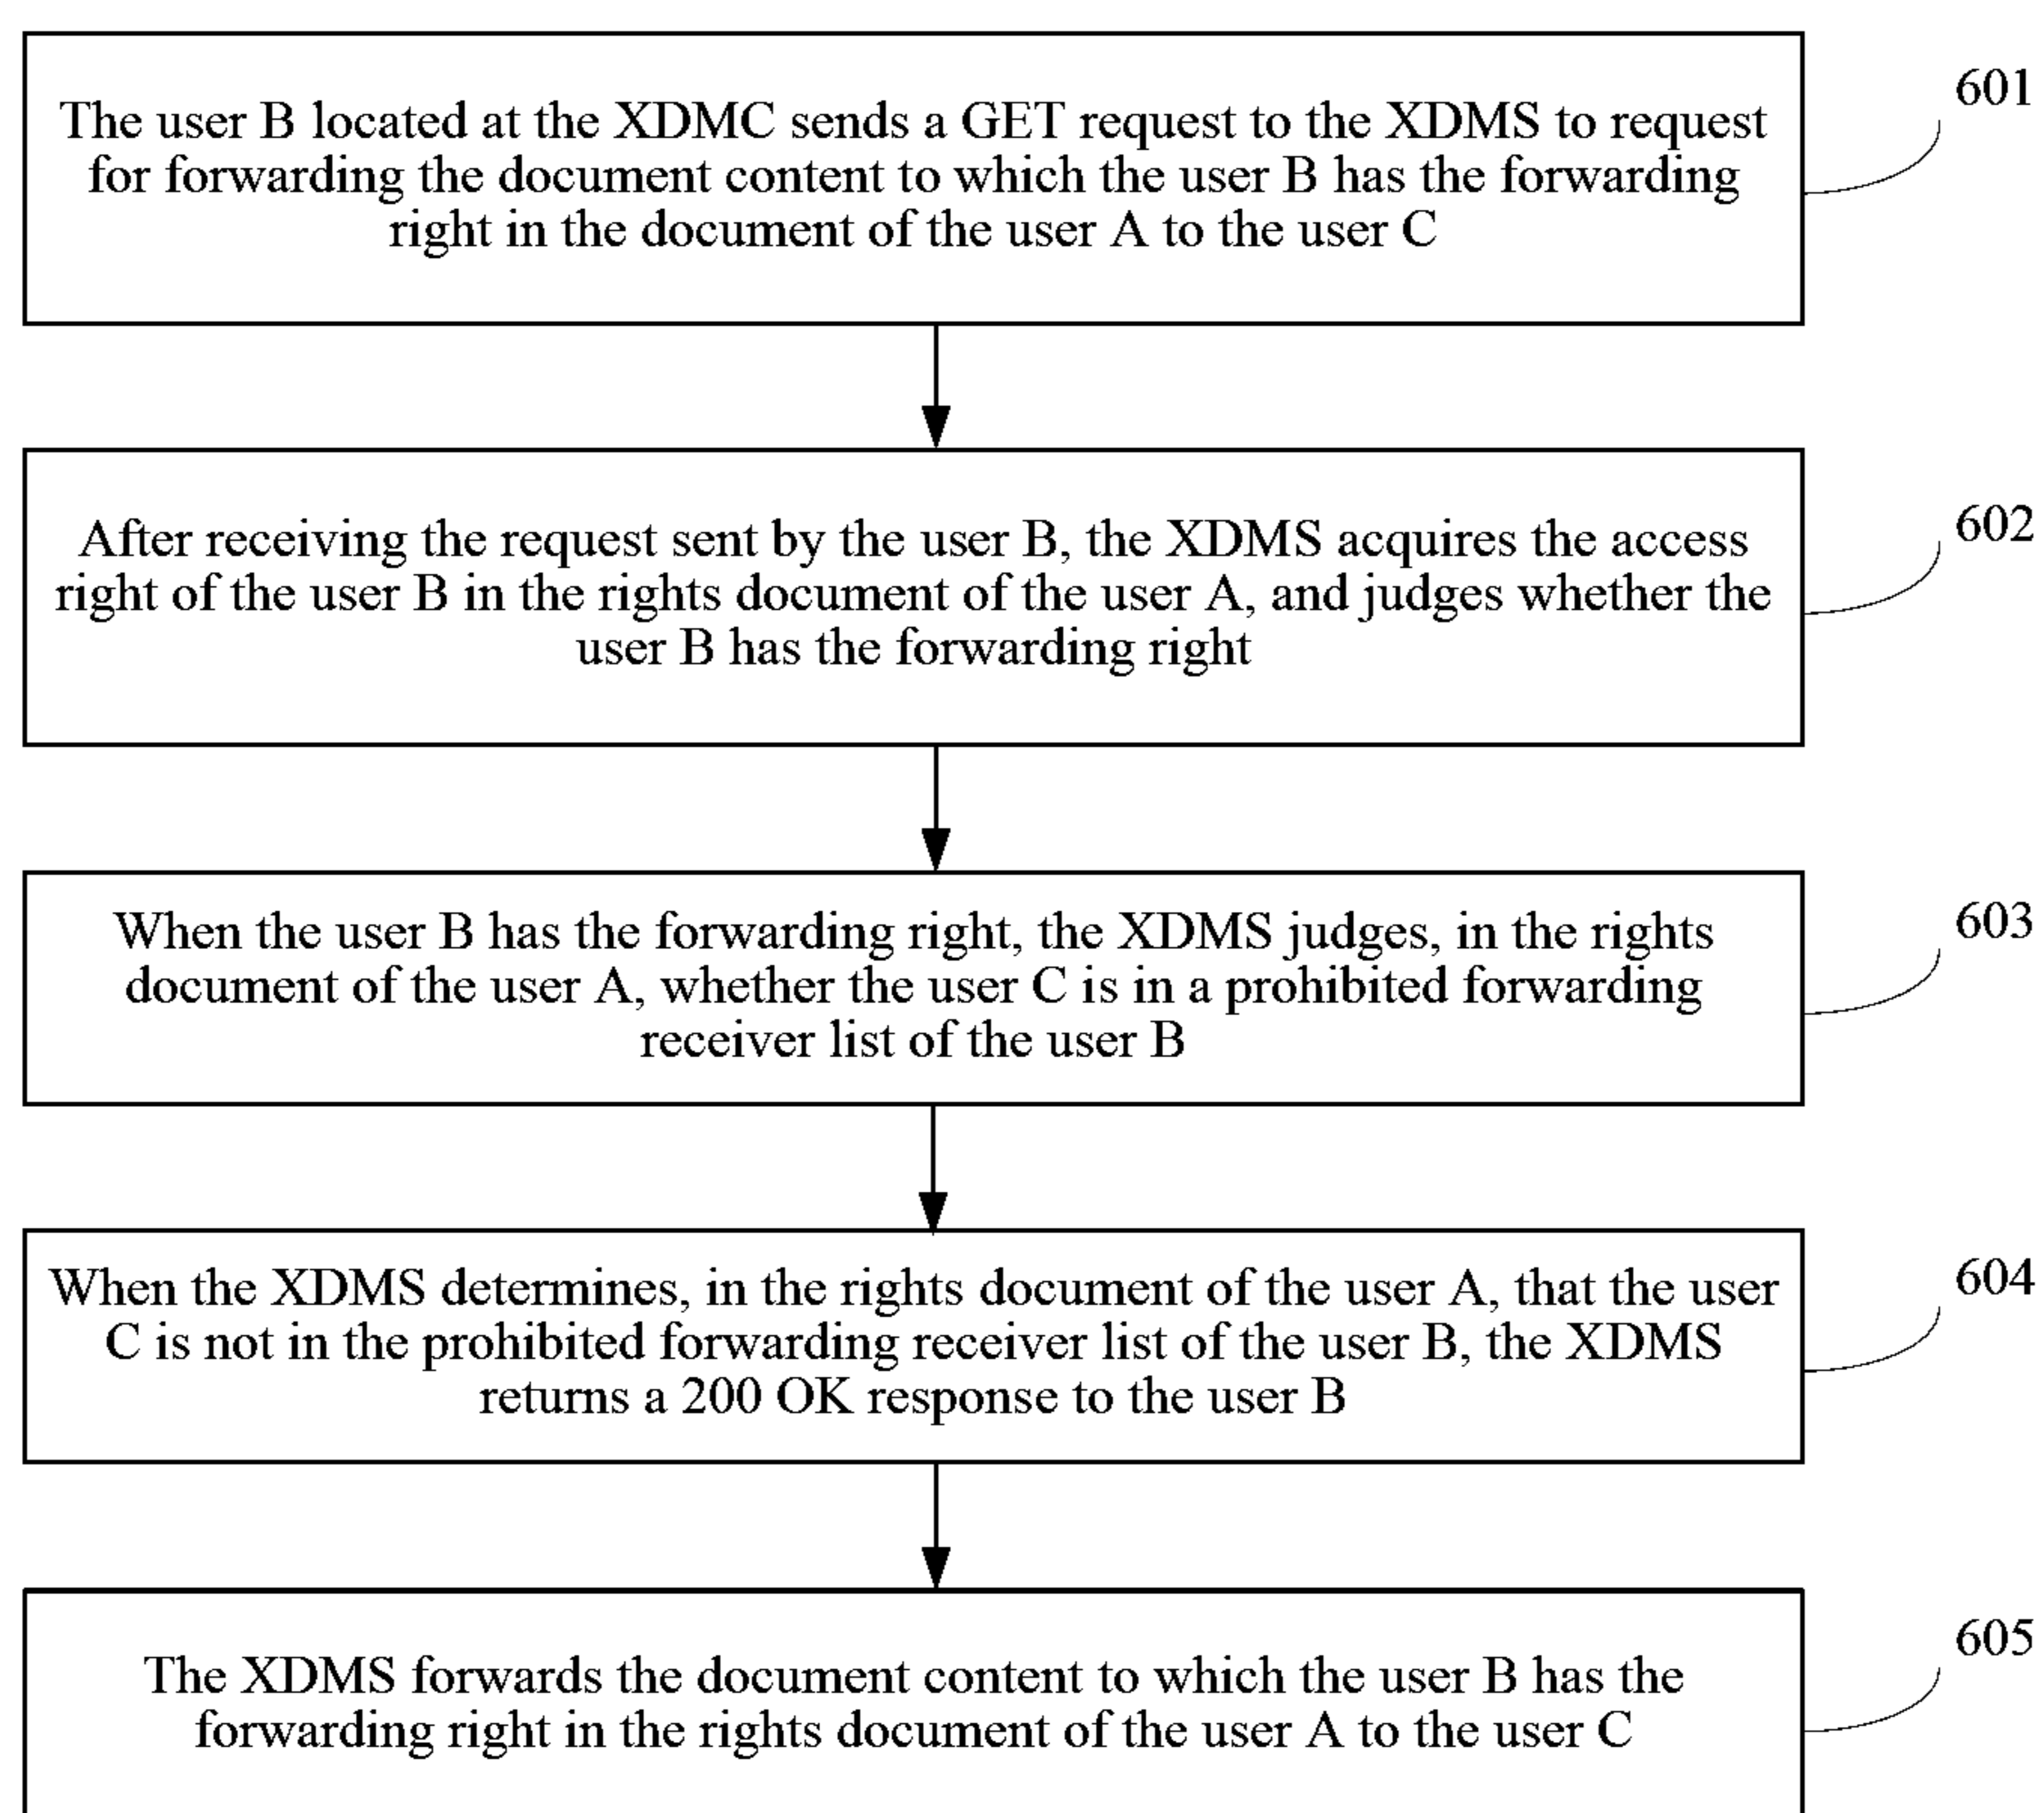 The user B located at the XDMC sends a GET request to the XDMS to request
for forwarding the document content to which the user B has the forwarding
right in the document of the user A to the user C
601
After receiving the request sent by the user B, the XDMS acquires the access
right of the user B in the rights document of the user A, and judges whether the
user B has the forwarding right
602
When the user B has the forwarding right, the XDMS judges, in the rights
document of the user A, whether the user C is in a prohibited forwarding
receiver list of the user B
603
When the XDMS determines, in the rights document of the user A, that the user
C is not in the prohibited forwarding receiver list of the user B, the XDMS
returns a 200 OK response to the user B
604
The XDMS forwards the document content to which the user B has the
forwarding right in the rights document of the user A to the user C
605